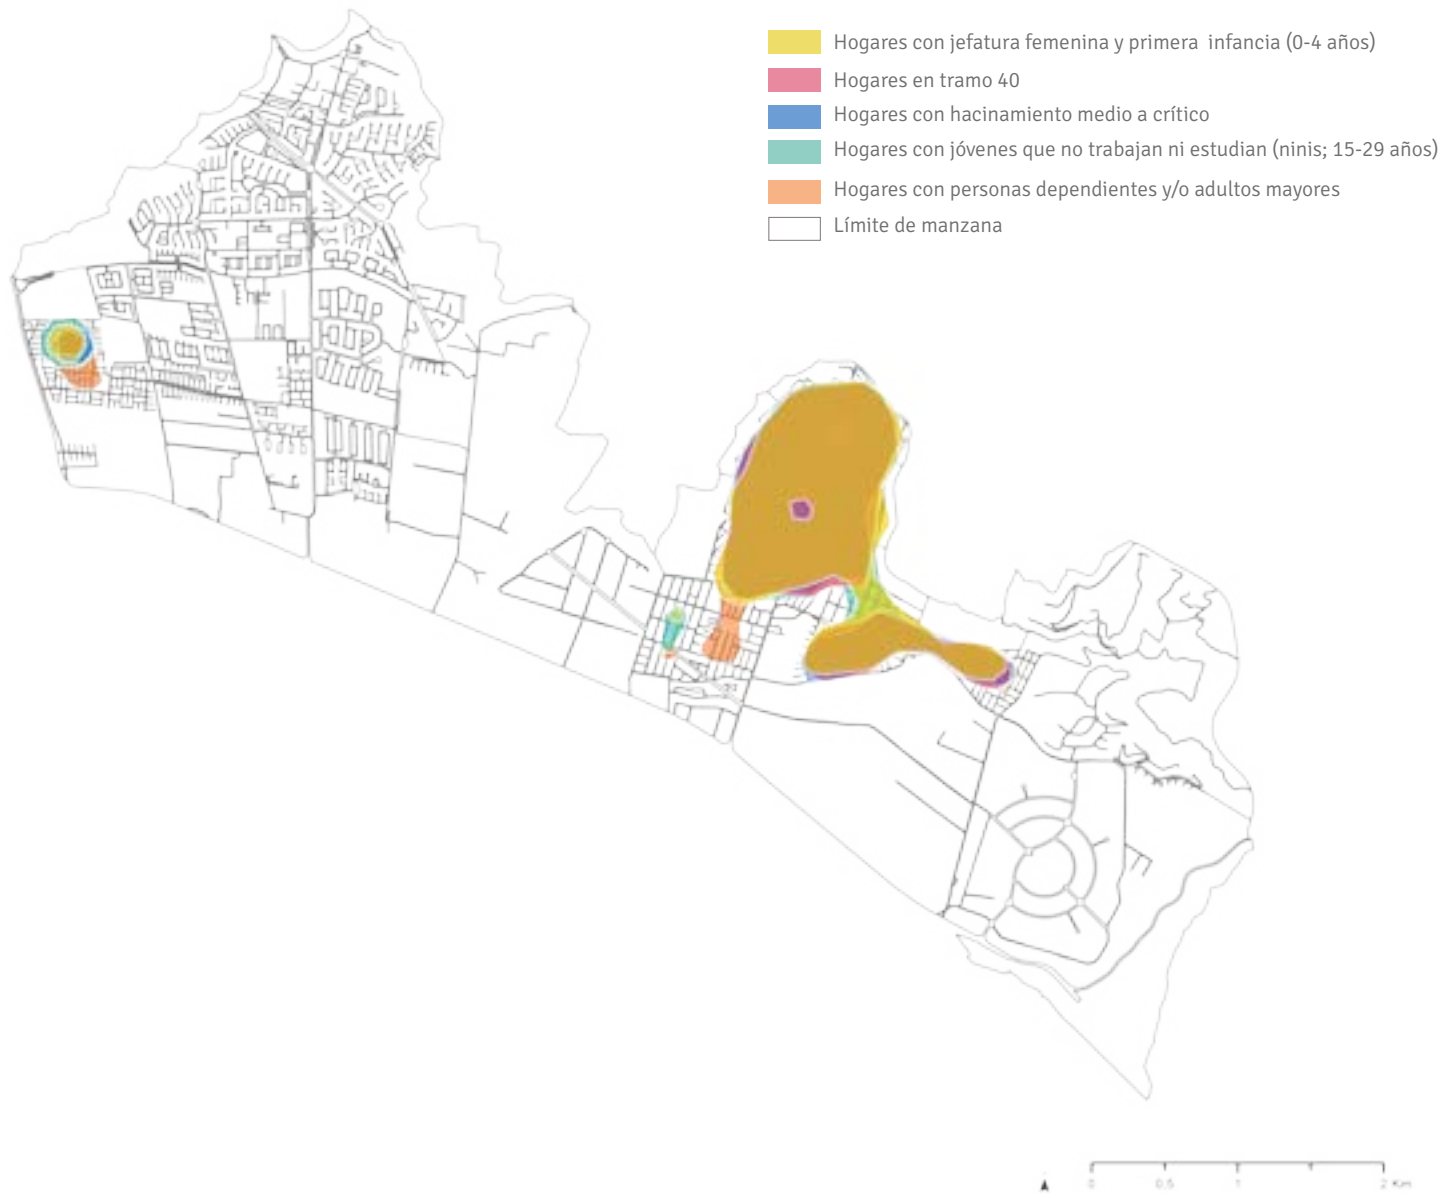 Hogares con jefatura femenina y primera infancia (0-4 años)
Hogares en tramo 40
Hogares con hacinamiento medio a crítico
Hogares con jóvenes que no trabajan ni estudian (ninis; 15-29 años)
Hogares con personas dependientes y/o adultos mayores
Límite de manzana
0 0,5 1 2 Km